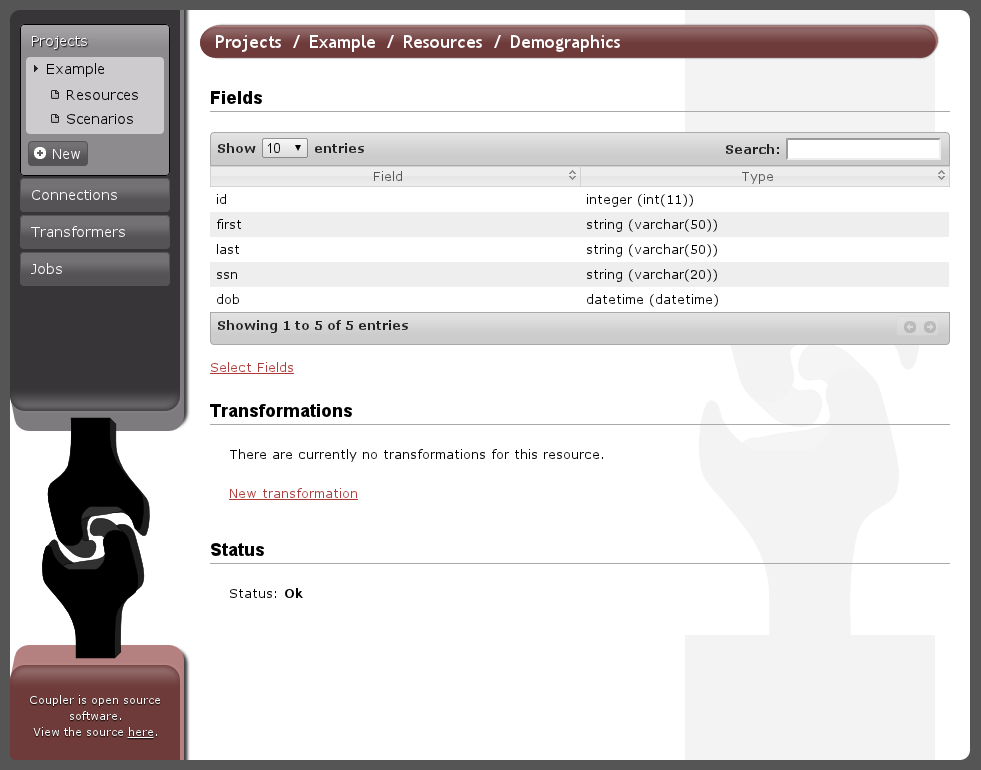 Projects
Example
Resources
Scenarios
New
Connections
Transformers
Jobs
Coupler is open source
software.
View the source here.
Projects / Example / Resources / Demographics
Fields
Show 10 entries Search:
Field Type
id integer (int(11))
first string (varchar(50))
last string (varchar(50))
ssn string (varchar(20))
dob datetime (datetime)
Showing 1 to 5 of 5 entries
Select Fields
Transformations
There are currently no transformations for this resource.
New transformation
Status
Status: Ok